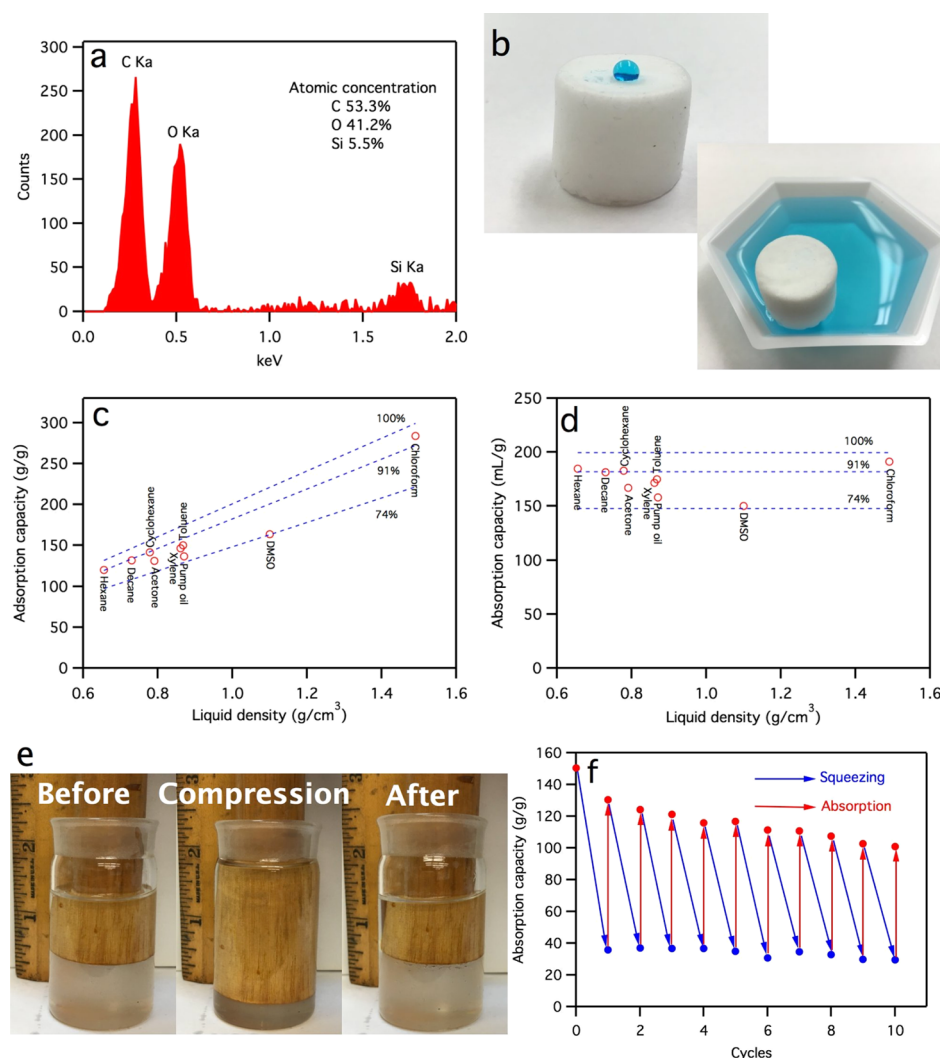 a
300
250
200
150
100
50
0
Counts
C Ka
O Ka
Si Ka
Atomic concentration
C 53.3%
O 41.2%
Si 5.5%
0.0
0.5
1.0
1.5
2.0
keV
b
c
300
250
200
150
100
50
0
Adsorption capacity (g/g)
100%
91%
74%
Hexane
Decane
Cyclohexane
Acetone
Xylene
Toluene
Pump oil
DMSO
Chloroform
0.6
0.8
1.0
1.2
1.4
1.6
Liquid density (g/cm³)
d
250
200
150
100
50
0
Absorption capacity (mL/g)
100%
91%
74%
Hexane
Decane
Cyclohexane
Acetone
Xylene
Toluene
Pump oil
DMSO
Chloroform
0.6
0.8
1.0
1.2
1.4
1.6
Liquid density (g/cm³)
e
Before
Compression
After
2
1
2
1
2
1
f
160
140
120
100
80
60
40
20
0
Absorption capacity (g/g)
Squeezing
Absorption
0
2
4
6
8
10
Cycles